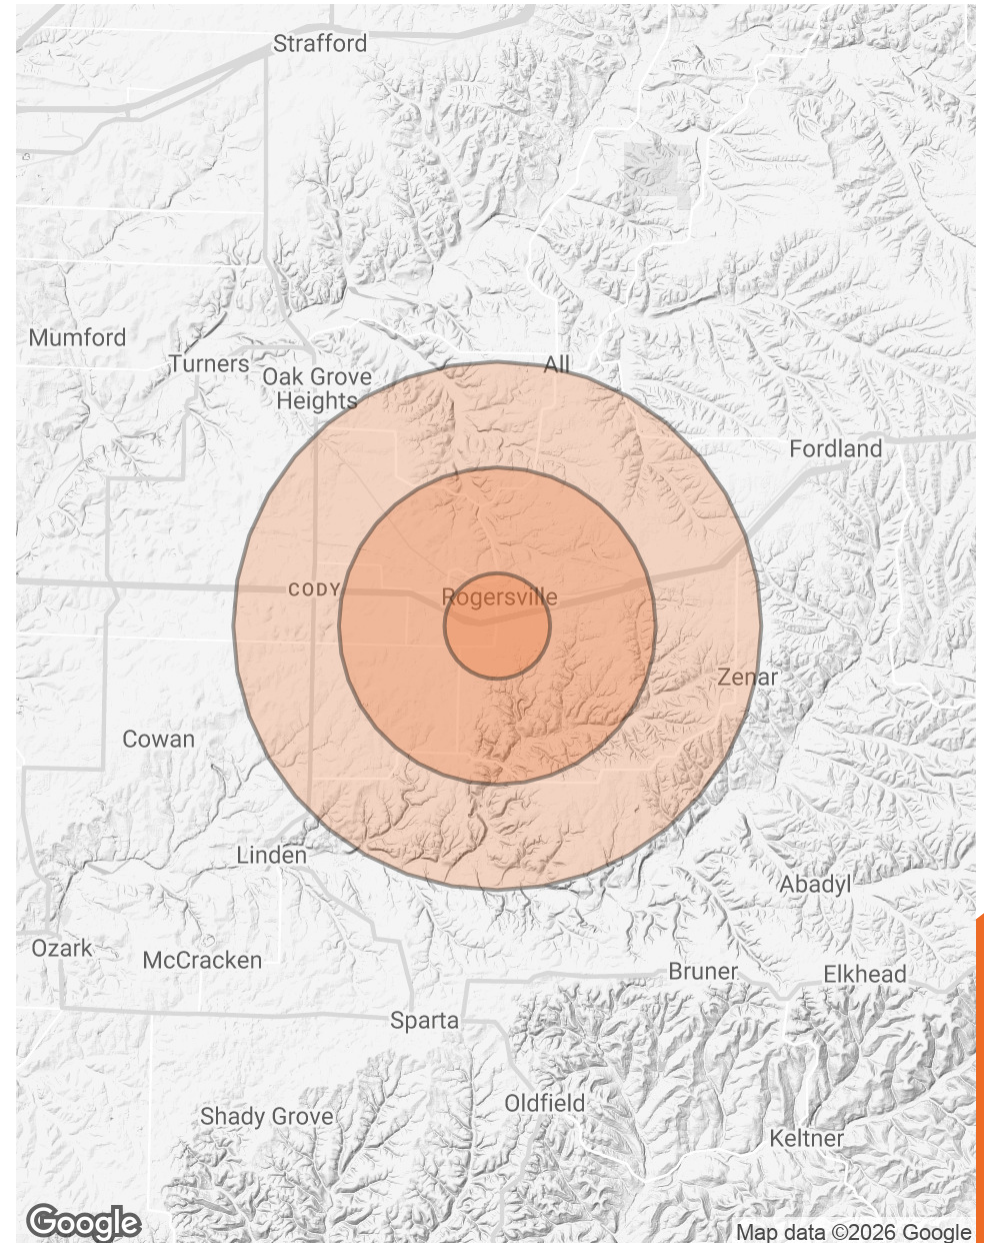 Strafford
Mumford
Turners
All
Oak Grove
Heights
Fordland
CODY
Rogersville
Zenar
Cowan
Linden
Abadyl
Ozark
McCracken
Bruner
Elkhead
Sparta
Oldfield
Shady Grove
Keltner
Google
Map data ©2026 Google